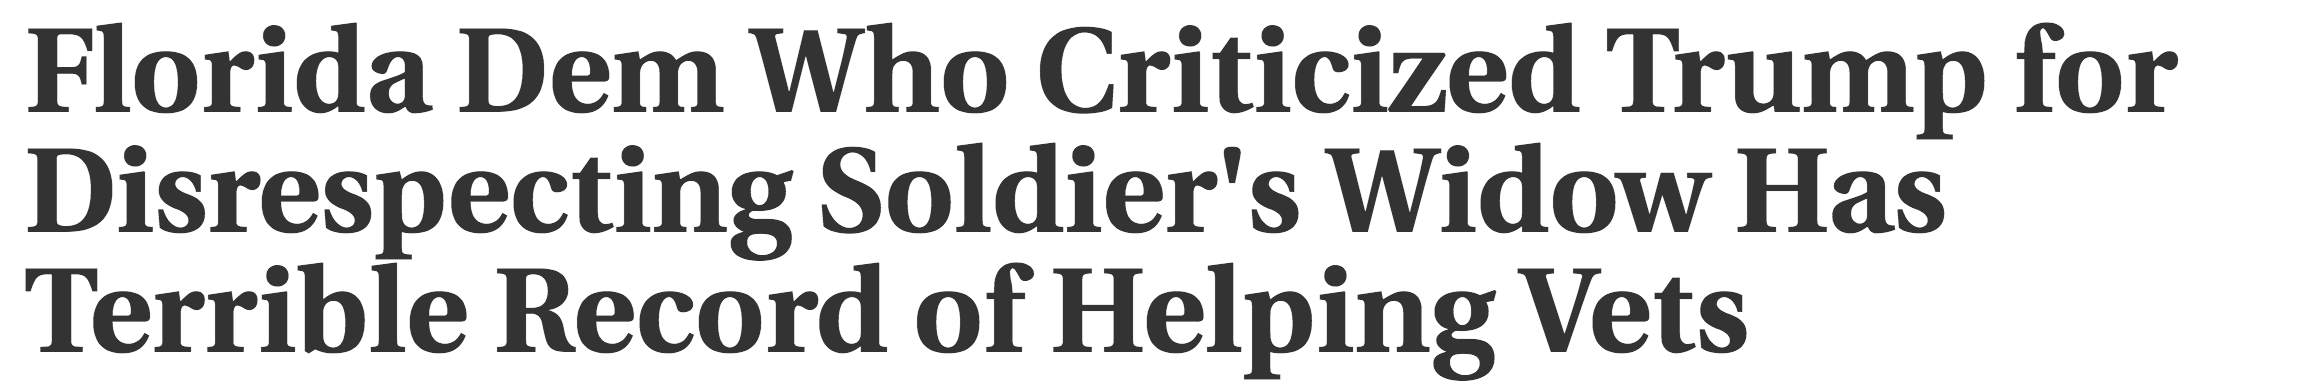 Florida Dem Who Criticized Trump for
Disrespecting Soldier's Widow Has
Terrible Record of Helping Vets